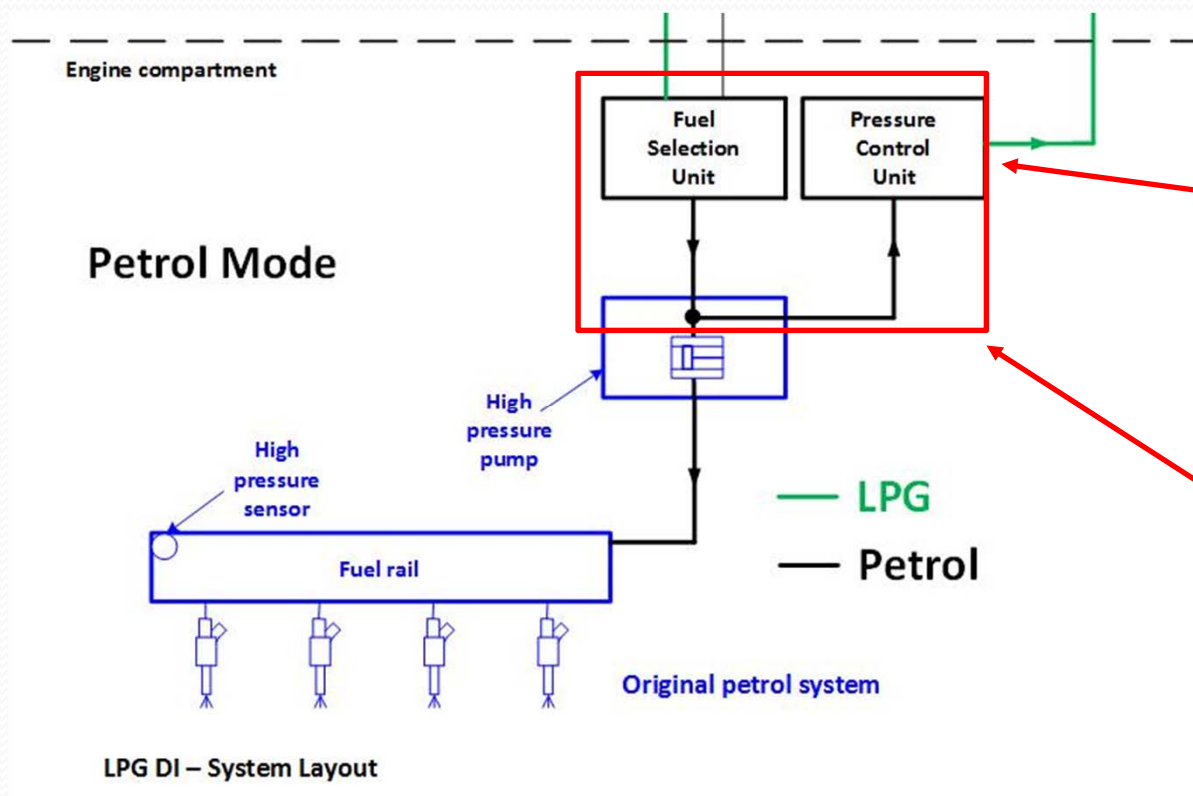 Engine compartment
Fuel
Selection
Unit
Pressure
Control
Unit
Petrol Mode
High
pressure
pump
High
pressure
sensor
LPG
Petrol
Fuel rail
Original petrol system
LPG DI – System Layout